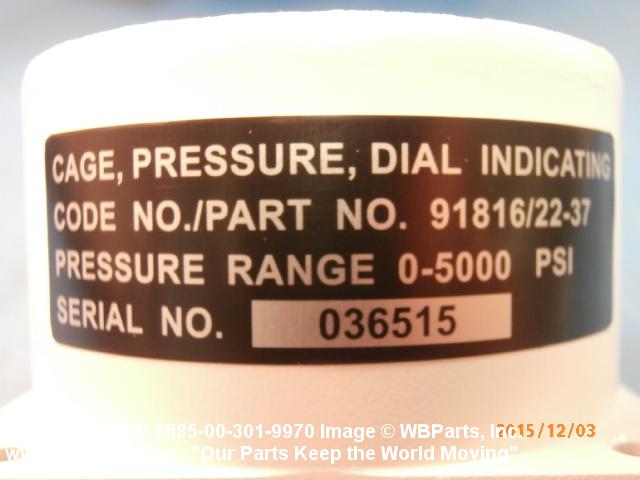 CAGE, PRESSURE, DIAL INDICATING
CODE NO./PART NO. 91816/22-37
PRESSURE RANGE 0-5000 PSI
SERIAL NO. 036515
6685-00-301-9970 Image © WBParts, Inc.
2015/12/03
"Our Parts Keep the World Moving"